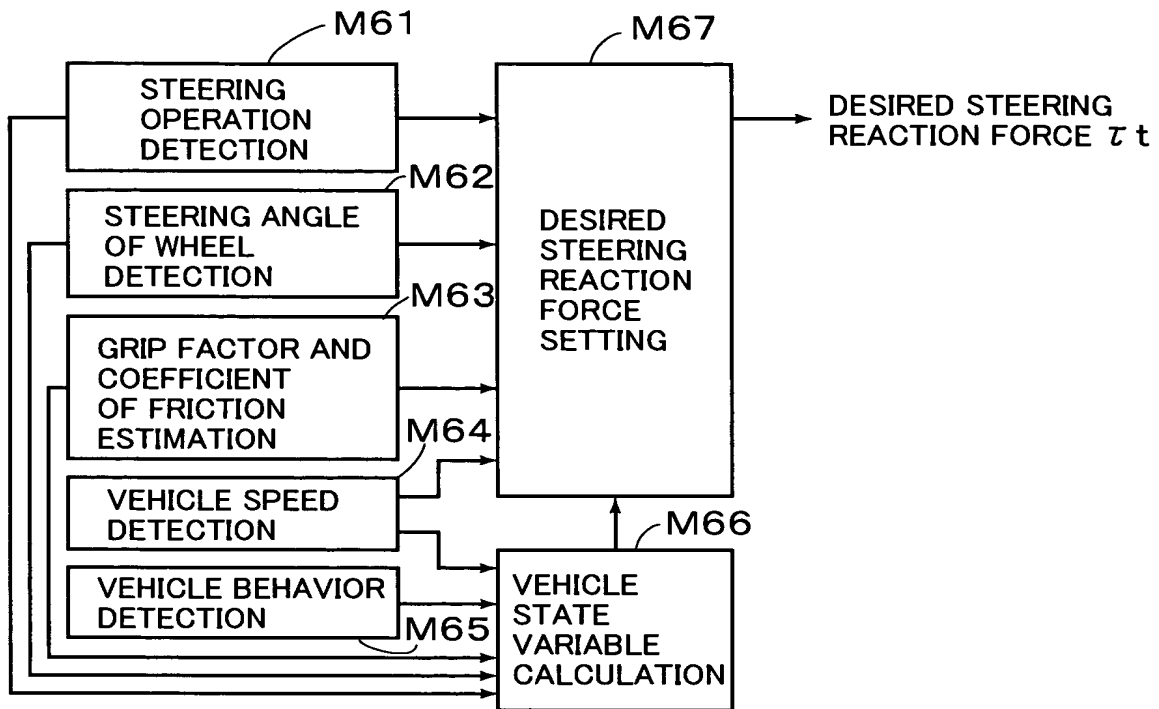 M61
STEERING
OPERATION
DETECTION
M62
STEERING ANGLE
OF WHEEL
DETECTION
M63
GRIP FACTOR AND
COEFFICIENT
OF FRICTION
ESTIMATION
M64
VEHICLE SPEED
DETECTION
VEHICLE BEHAVIOR
DETECTION
M65
M67
DESIRED
STEERING
REACTION
FORCE
SETTING
M66
VEHICLE
STATE
VARIABLE
CALCULATION
DESIRED STEERING
REACTION FORCE τ t